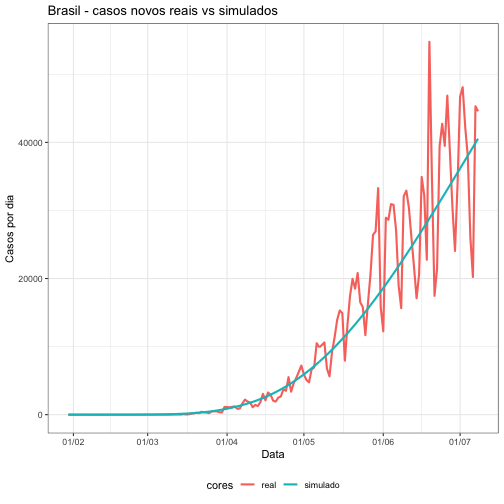 Brasil - casos novos reais vs simulados
Casos por dia
40000
20000
0
01/02 01/03 01/04 01/05 01/06 01/07
Data
cores real simulado